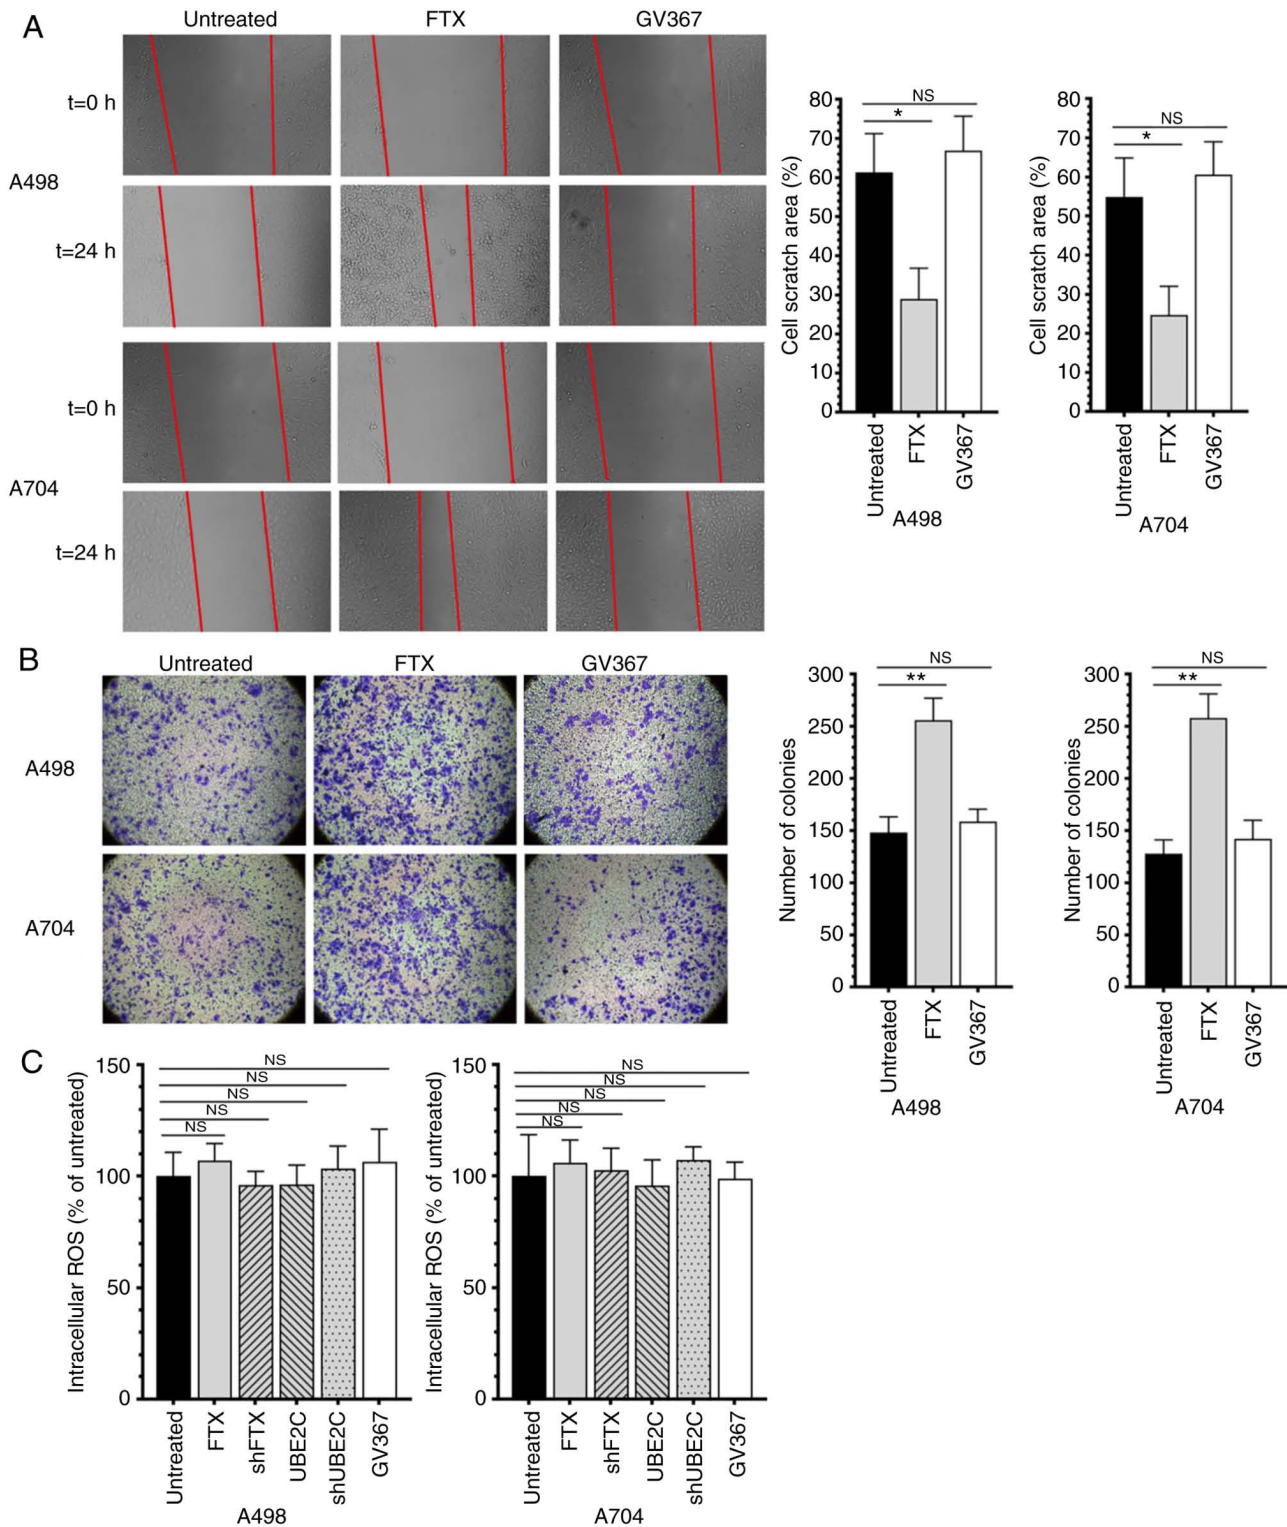 A
Untreated
FTX
GV367
t=0 h
A498
t=24 h
t=0 h
A704
t=24 h
NS
*
80
70
60
50
40
30
20
10
0
Cell scratch area (%)
Untreated
FTX
GV367
A498
NS
*
80
70
60
50
40
30
20
10
0
Cell scratch area (%)
Untreated
FTX
GV367
A704
B
Untreated
FTX
GV367
A498
A704
NS
**
300
250
200
150
100
50
0
Number of colonies
Untreated
FTX
GV367
A498
NS
**
300
250
200
150
100
50
0
Number of colonies
Untreated
FTX
GV367
A704
C
150
100
50
0
Intracellular ROS (% of untreated)
NS
NS
NS
NS
NS
Untreated
FTX
shFTX
UBE2C
shUBE2C
GV367
A498
150
100
50
0
Intracellular ROS (% of untreated)
NS
NS
NS
NS
NS
Untreated
FTX
shFTX
UBE2C
shUBE2C
GV367
A704